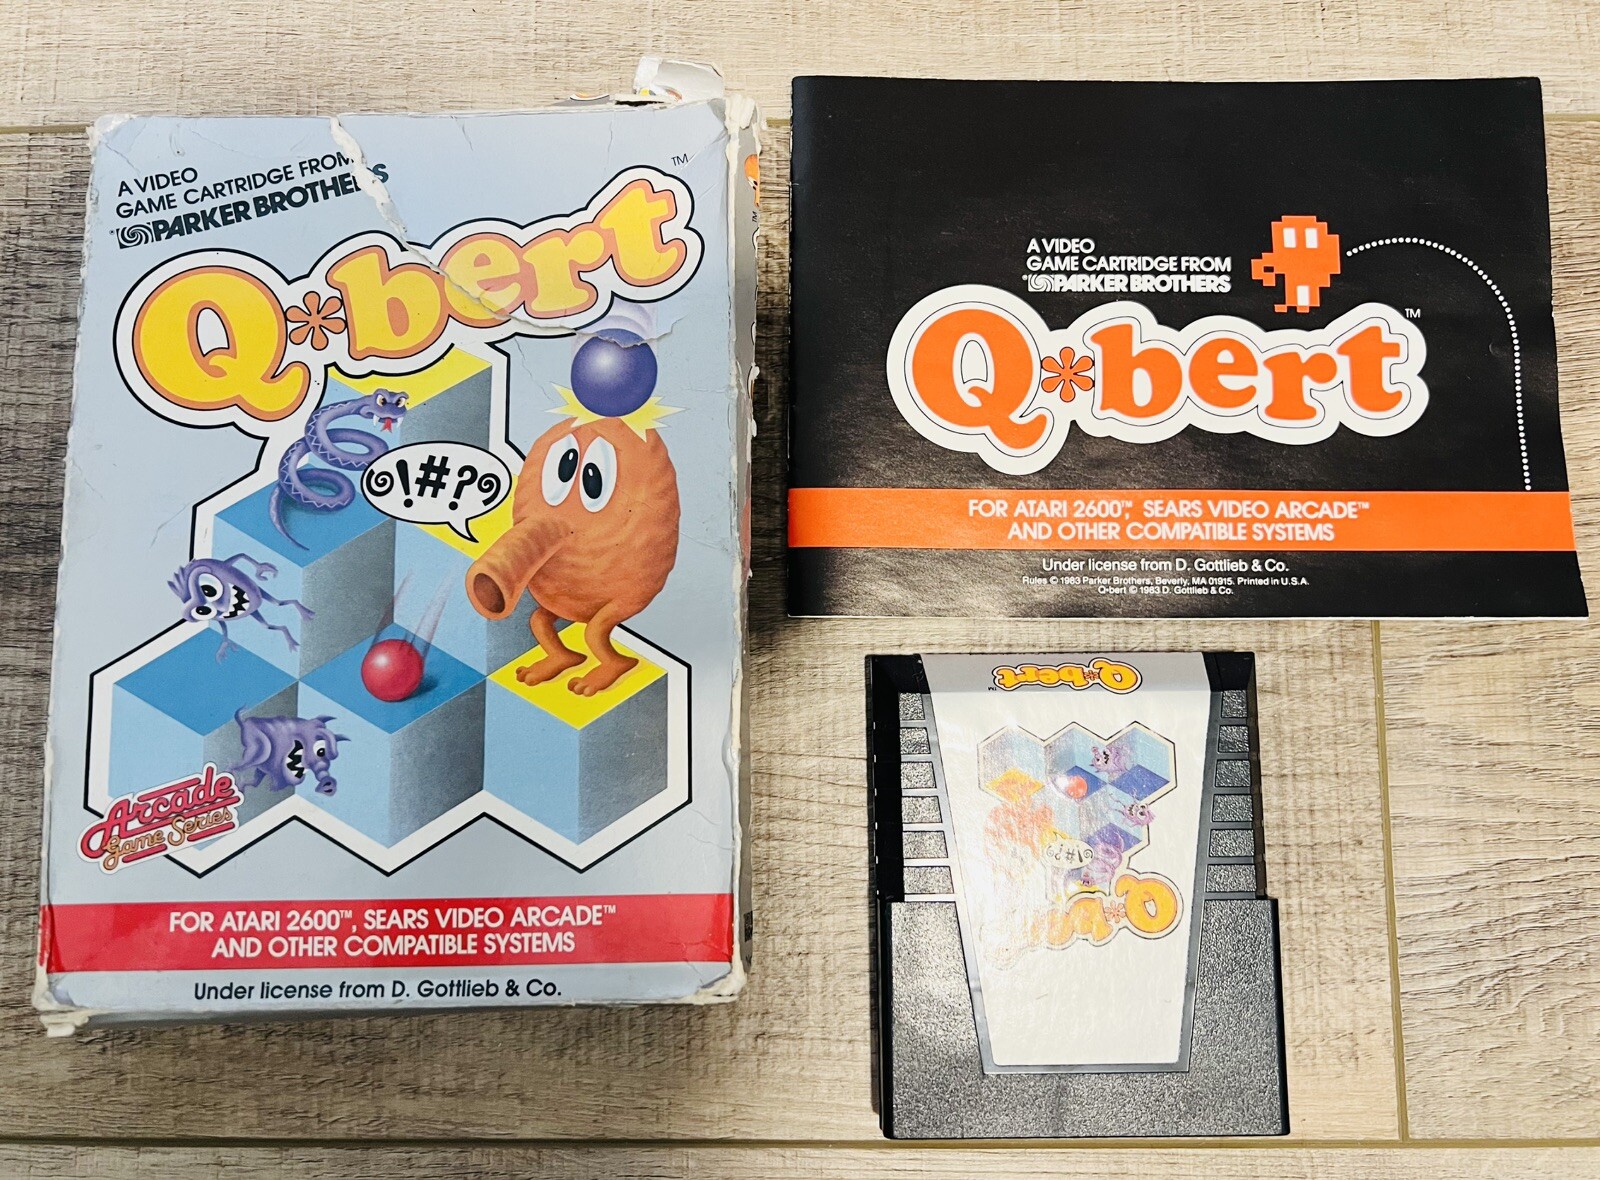 A VIDEO
GAME CARTRIDGE FROM
PARKER BROTHERS
TM
Q*bert
@!#?@
Arcade
Game Series
FOR ATARI 2600™, SEARS VIDEO ARCADE™
AND OTHER COMPATIBLE SYSTEMS
Under license from D. Gottlieb & Co.
A VIDEO
GAME CARTRIDGE FROM
PARKER BROTHERS
Q*bert
TM
FOR ATARI 2600™, SEARS VIDEO ARCADE™
AND OTHER COMPATIBLE SYSTEMS
Under license from D. Gottlieb & Co.
Rules © 1983 Parker Brothers, Beverly, MA 01915. Printed in U.S.A.
Q-bert © 1983 D. Gottlieb & Co.
Q*bert
TM
@!#?@
Q*bert